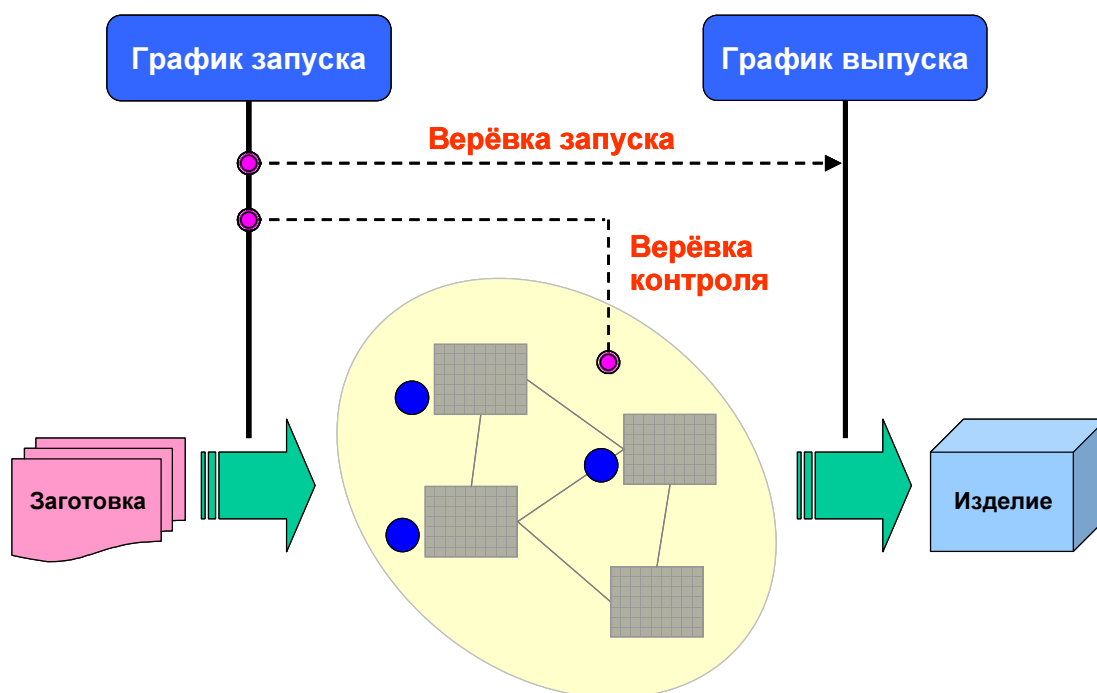 График запуска
График выпуска
Верёвка запуска
Верёвка
контроля
Заготовка
Изделие